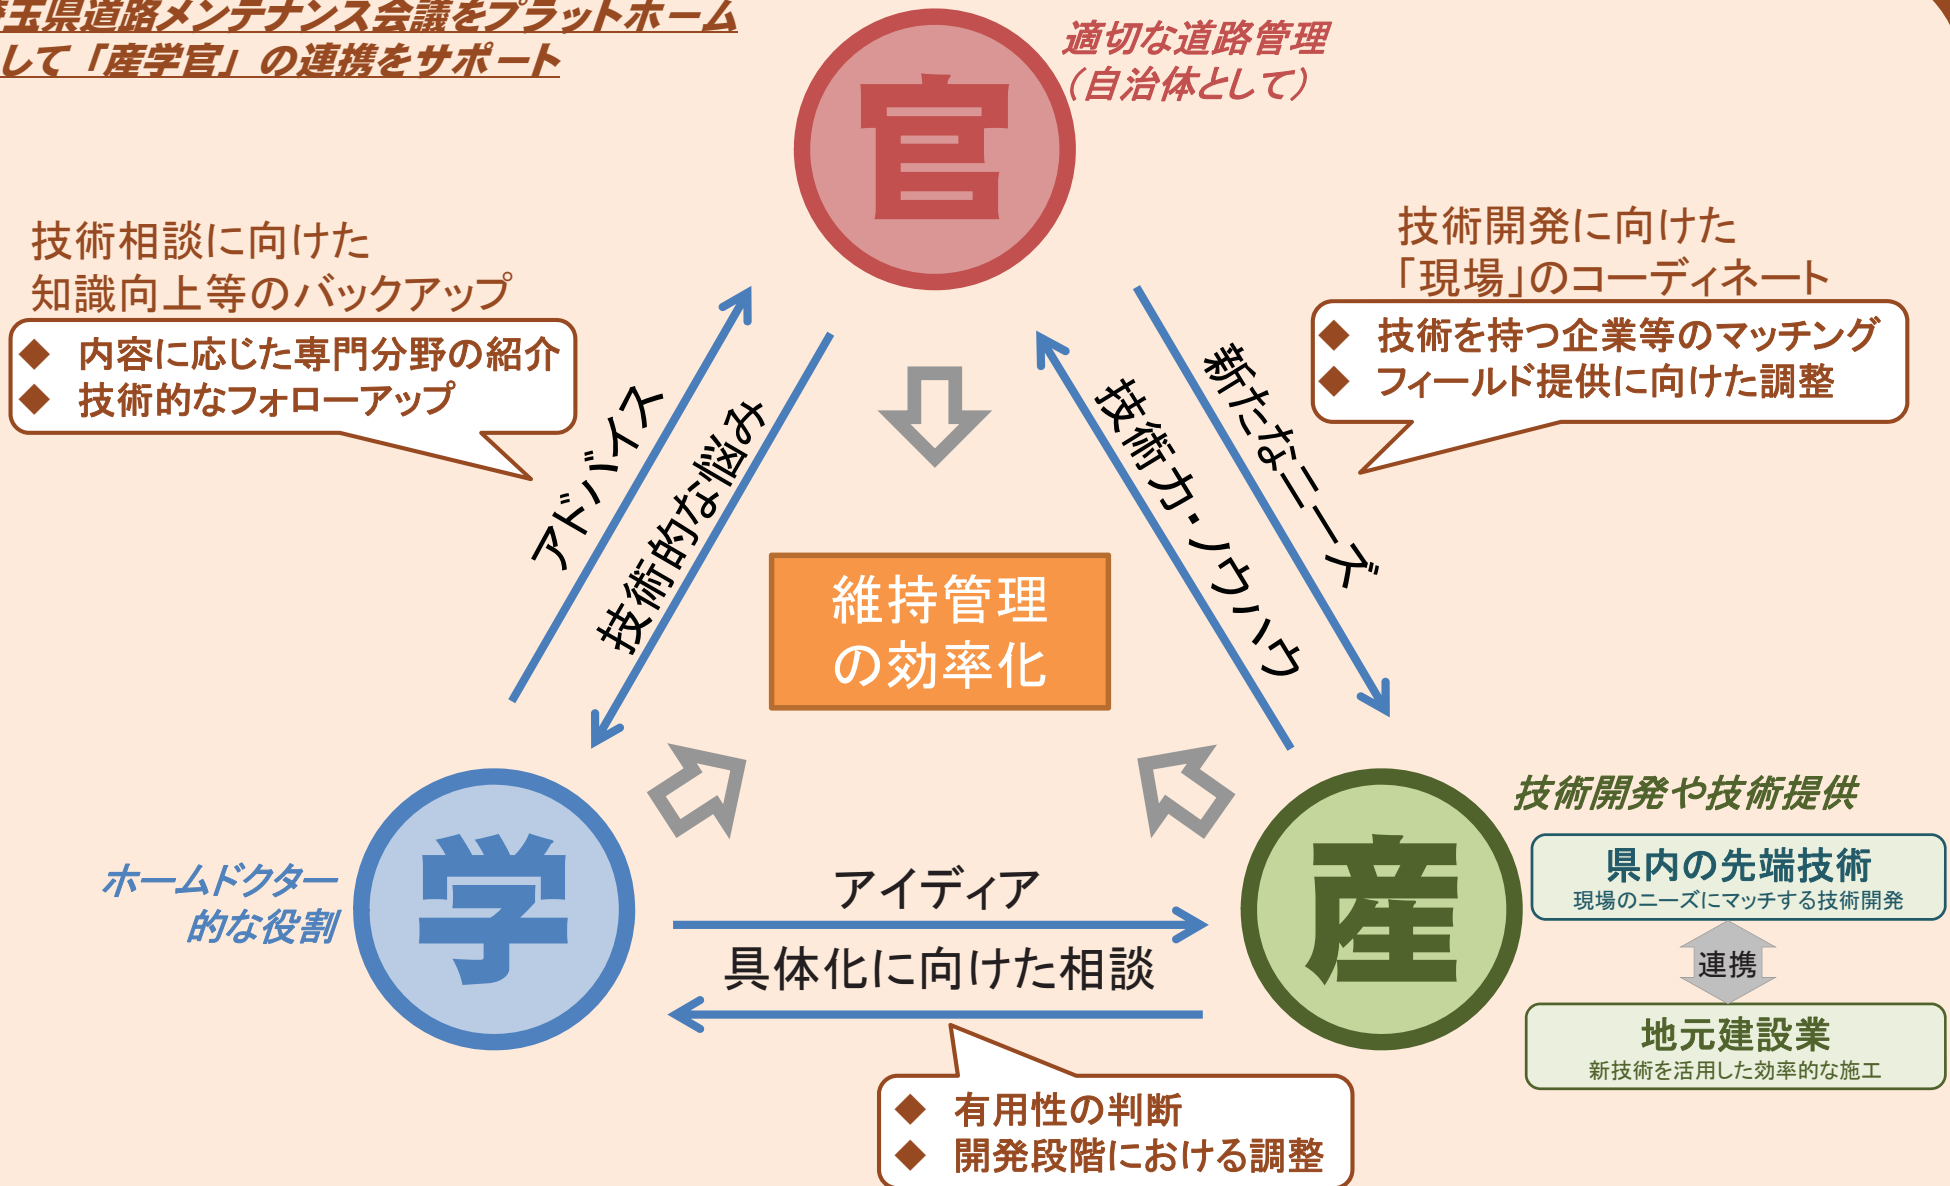 玉県道路メンテナンス会議をプラットホーム
して「産学官」の連携をサポート
官
適切な道路管理
(自治体として)
技術相談に向けた
知識向上等のバックアップ
◆ 内容に応じた専門分野の紹介
◆ 技術的なフォローアップ
技術開発に向けた
「現場」のコーディネート
◆ 技術を持つ企業等のマッチング
◆ フィールド提供に向けた調整
アドバイス
技術的な悩み
技術力・ノウハウ
新たなニーズ
維持管理
の効率化
ホームドクター
的な役割
学
アイディア
具体化に向けた相談
産
技術開発や技術提供
県内の先端技術
現場のニーズにマッチする技術開発
連携
地元建設業
新技術を活用した効率的な施工
◆ 有用性の判断
◆ 開発段階における調整